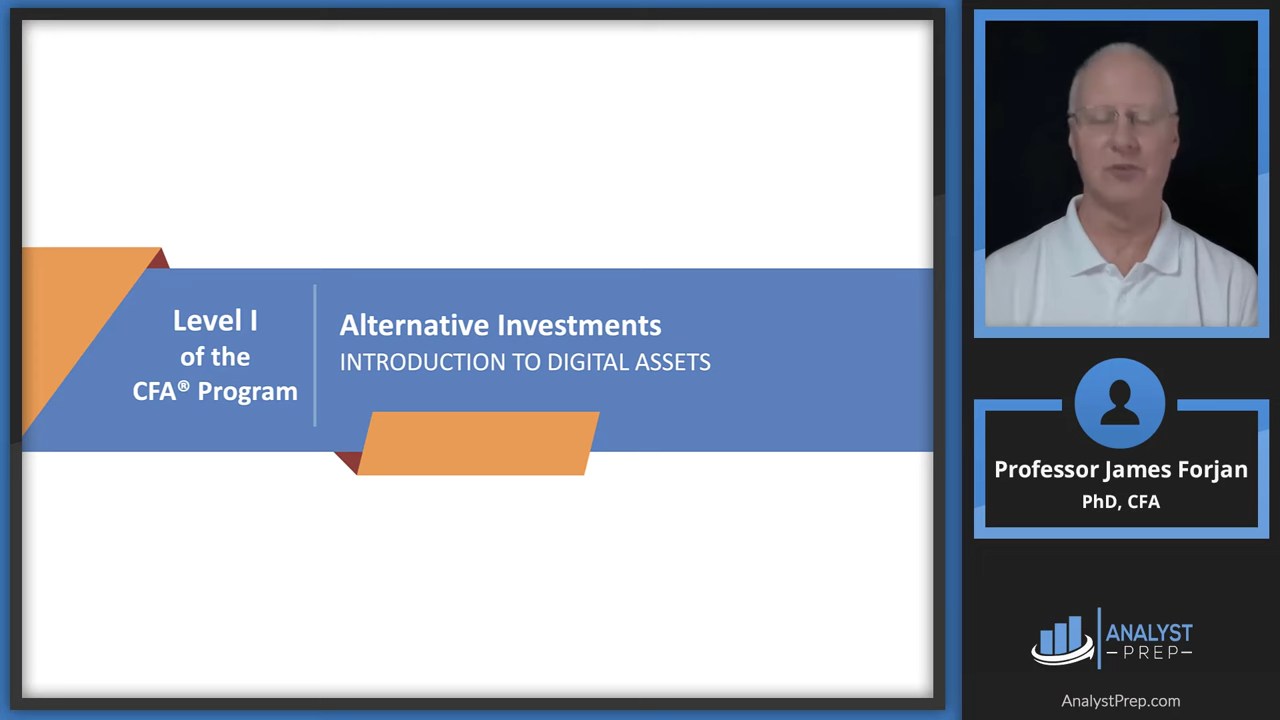 Level I
of the
CFA® Program
Alternative Investments
INTRODUCTION TO DIGITAL ASSETS
Professor James Forjan
PhD, CFA
ANALYST
PREP
AnalystPrep.com